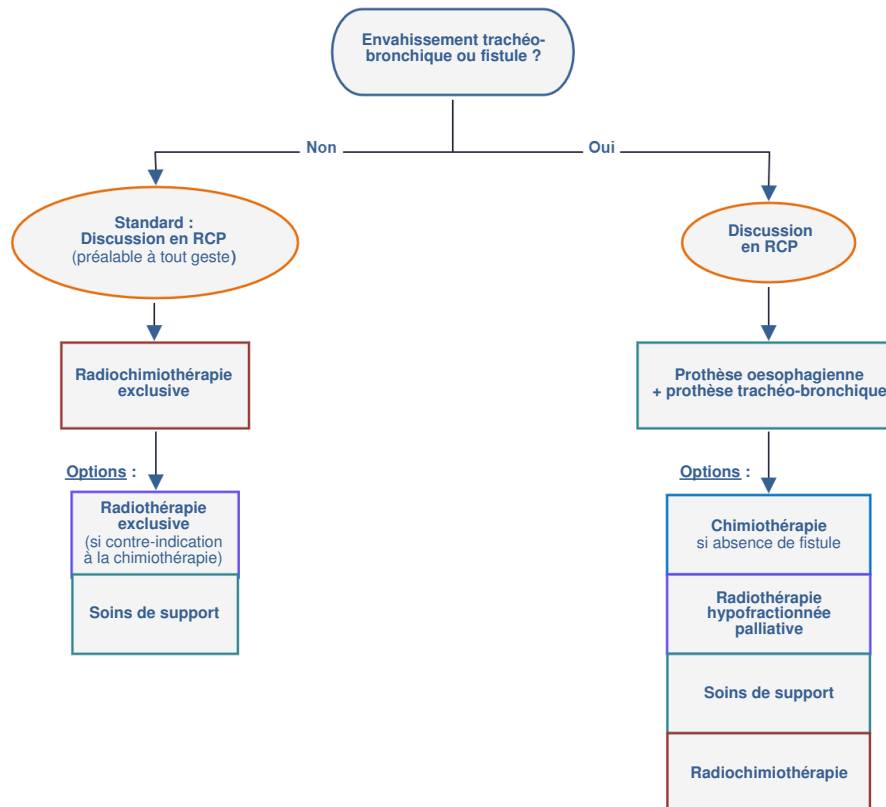 Envahissement trachéo-
bronchique ou fistule ?
Non
Oui
Standard :
Discussion en RCP
(préalable à tout geste)
Discussion
en RCP
Radiochimiothérapie
exclusive
Prothèse oesophagienne
+ prothèse trachéo-bronchique
Options :
Options :
Radiothérapie
exclusive
(si contre-indication
à la chimiothérapie)
Soins de support
Chimiothérapie
si absence de fistule
Radiothérapie
hypofractionnée
palliative
Soins de support
Radiochimiothérapie